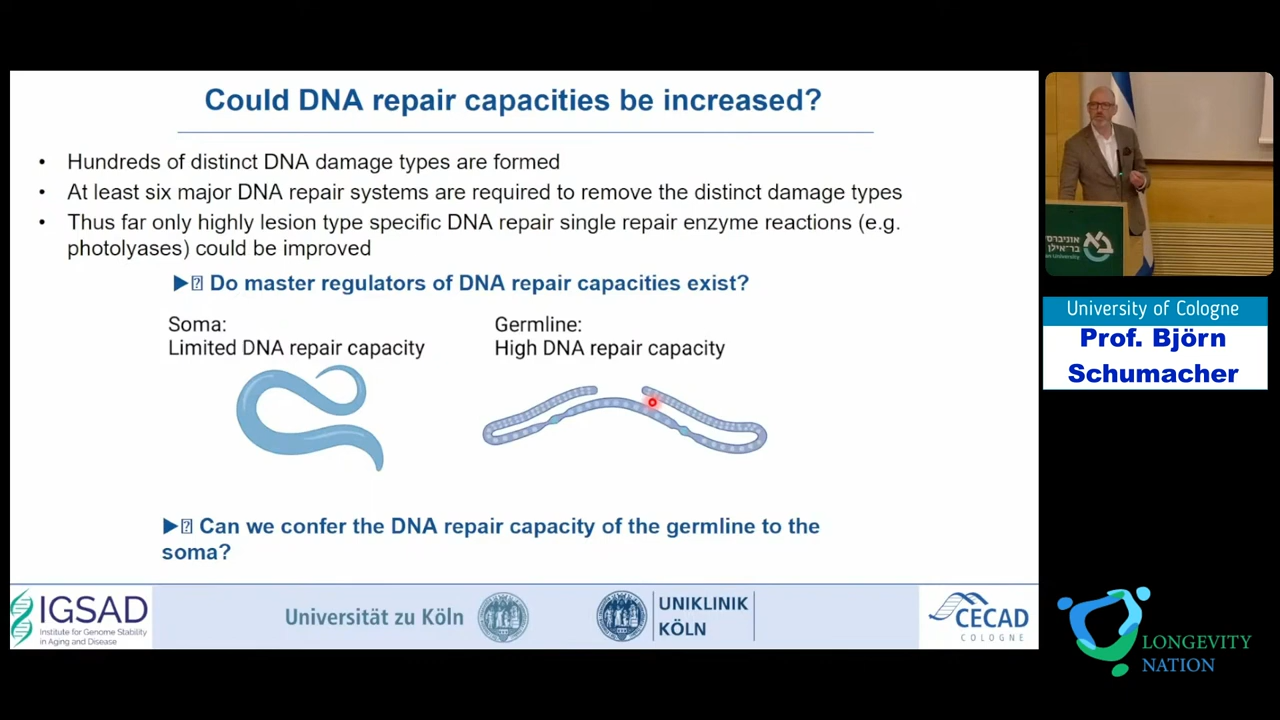 Could DNA repair capacities be increased?
• Hundreds of distinct DNA damage types are formed
• At least six major DNA repair systems are required to remove the distinct damage types
• Thus far only highly lesion type specific DNA repair single repair enzyme reactions (e.g.
photolyases) could be improved
▶ Do master regulators of DNA repair capacities exist?
Soma:
Limited DNA repair capacity
Germline:
High DNA repair capacity
▶ Can we confer the DNA repair capacity of the germline to the
soma?
IGSAD
Institute for Genome Stability
in Aging and Disease
Universität zu Köln
UNIKLINIK
KÖLN
CECAD
COLOGNE
אוניברסי
בר-אילן
an University
University of Cologne
Prof. Björn
Schumacher
LONGEVITY
NATION